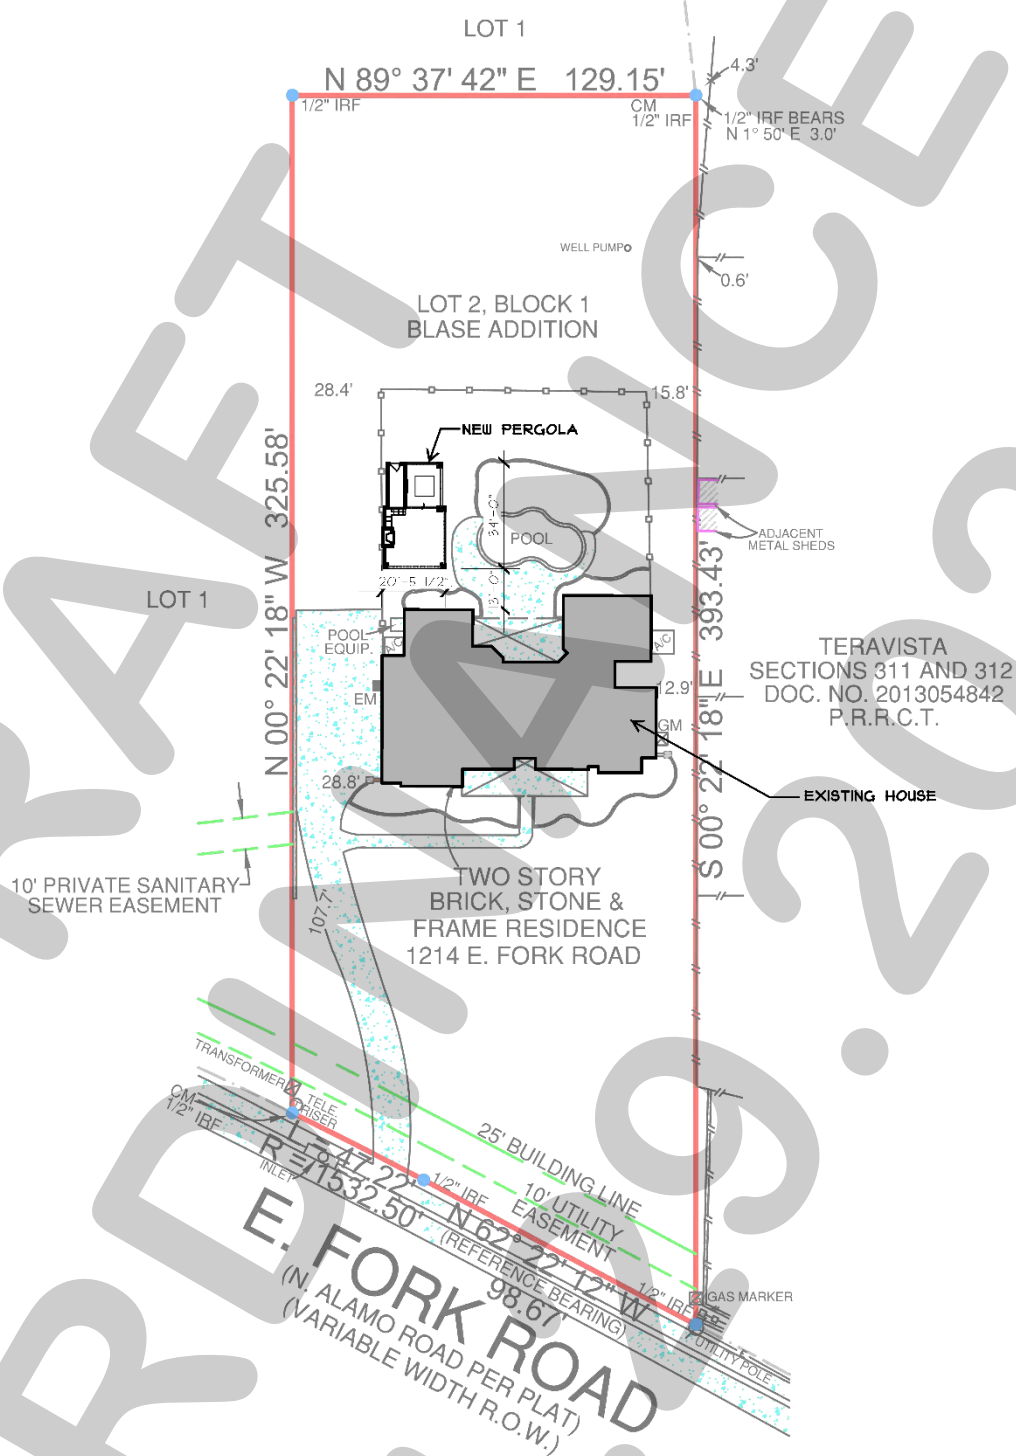 LOT 1
N 89° 37' 42" E 129.15'
4.3'
1/2" IRF
CM
1/2" IRF
1/2" IRF BEARS
N 1° 50' E 3.0'
WELL PUMP
0.6'
LOT 2, BLOCK 1
BLASE ADDITION
28.4'
15.8'
NEW PERGOLA
N 00° 22' 18" W 325.58'
34'-0"
POOL
ADJACENT
METAL SHEDS
20'-5 1/2"
S 00° 22' 18" E 393.43'
LOT 1
POOL
EQUIP.
A/C
A/C
TERAVISTA
SECTIONS 311 AND 312
DOC. NO. 2013054842
P.R.R.C.T.
EM
12.9'
GM
28.8'
EXISTING HOUSE
10' PRIVATE SANITARY
SEWER EASEMENT
107.7'
TWO STORY
BRICK, STONE &
FRAME RESIDENCE
1214 E. FORK ROAD
TRANSFORMER
TELE.
RISER
CM
1/2" IRF
L = 47.22'
R = 1532.50'
INLET
1/2" IRF
25' BUILDING LINE
10' UTILITY
EASEMENT
N 62° 22' 12" W
(REFERENCE BEARING)
98.67'
1/2" IRF
GAS MARKER
UTILITY POLE
E. FORK ROAD
(N. ALAMO ROAD PER PLAT)
(VARIABLE WIDTH R.O.W.)